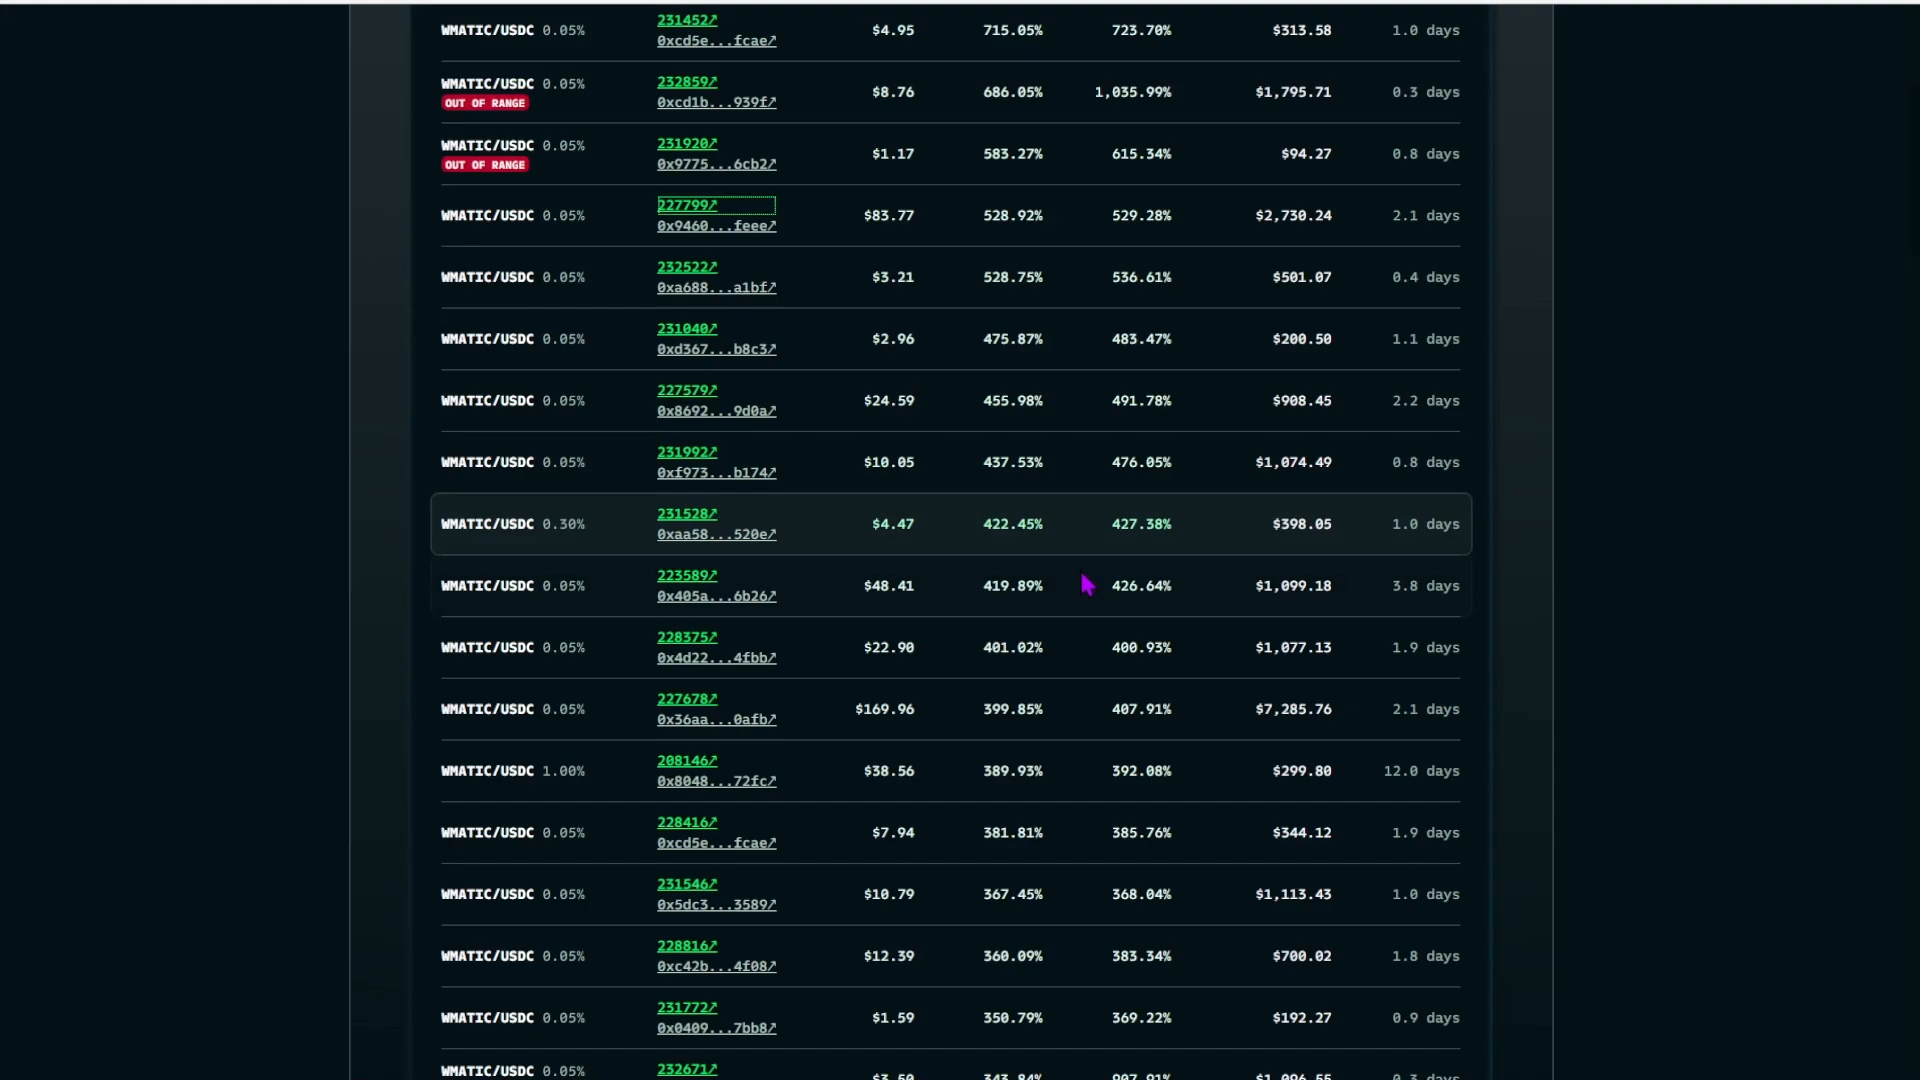 WMATIC/USDC 0.05% 231452↗ $4.95 715.05% 723.70% $313.58 1.0 days
0xcd5e...fcae↗
WMATIC/USDC 0.05% 232859↗ $8.76 686.05% 1,035.99% $1,795.71 0.3 days
OUT OF RANGE 0xcd1b...939f↗
WMATIC/USDC 0.05% 231920↗ $1.17 583.27% 615.34% $94.27 0.8 days
OUT OF RANGE 0x9775...6cb2↗
WMATIC/USDC 0.05% 227799↗ $83.77 528.92% 529.28% $2,730.24 2.1 days
0x9460...feee↗
WMATIC/USDC 0.05% 232522↗ $3.21 528.75% 536.61% $501.07 0.4 days
0xa688...a1bf↗
WMATIC/USDC 0.05% 231040↗ $2.96 475.87% 483.47% $200.50 1.1 days
0xd367...b8c3↗
WMATIC/USDC 0.05% 227579↗ $24.59 455.98% 491.78% $908.45 2.2 days
0x8692...9d0a↗
WMATIC/USDC 0.05% 231992↗ $10.05 437.53% 476.05% $1,074.49 0.8 days
0xf973...b174↗
WMATIC/USDC 0.30% 231528↗ $4.47 422.45% 427.38% $398.05 1.0 days
0xaa58...520e↗
WMATIC/USDC 0.05% 223589↗ $48.41 419.89% 426.64% $1,099.18 3.8 days
0x405a...6b26↗
WMATIC/USDC 0.05% 228375↗ $22.90 401.02% 400.93% $1,077.13 1.9 days
0x4d22...4fbb↗
WMATIC/USDC 0.05% 227678↗ $169.96 399.85% 407.91% $7,285.76 2.1 days
0x36aa...0afb↗
WMATIC/USDC 1.00% 208146↗ $38.56 389.93% 392.08% $299.80 12.0 days
0x8048...72fc↗
WMATIC/USDC 0.05% 228416↗ $7.94 381.81% 385.76% $344.12 1.9 days
0xcd5e...fcae↗
WMATIC/USDC 0.05% 231546↗ $10.79 367.45% 368.04% $1,113.43 1.0 days
0x5dc3...3589↗
WMATIC/USDC 0.05% 228816↗ $12.39 360.09% 383.34% $700.02 1.8 days
0xc42b...4f08↗
WMATIC/USDC 0.05% 231772↗ $1.59 350.79% 369.22% $192.27 0.9 days
0x0409...7bb8↗
WMATIC/USDC 0.05% 232671↗